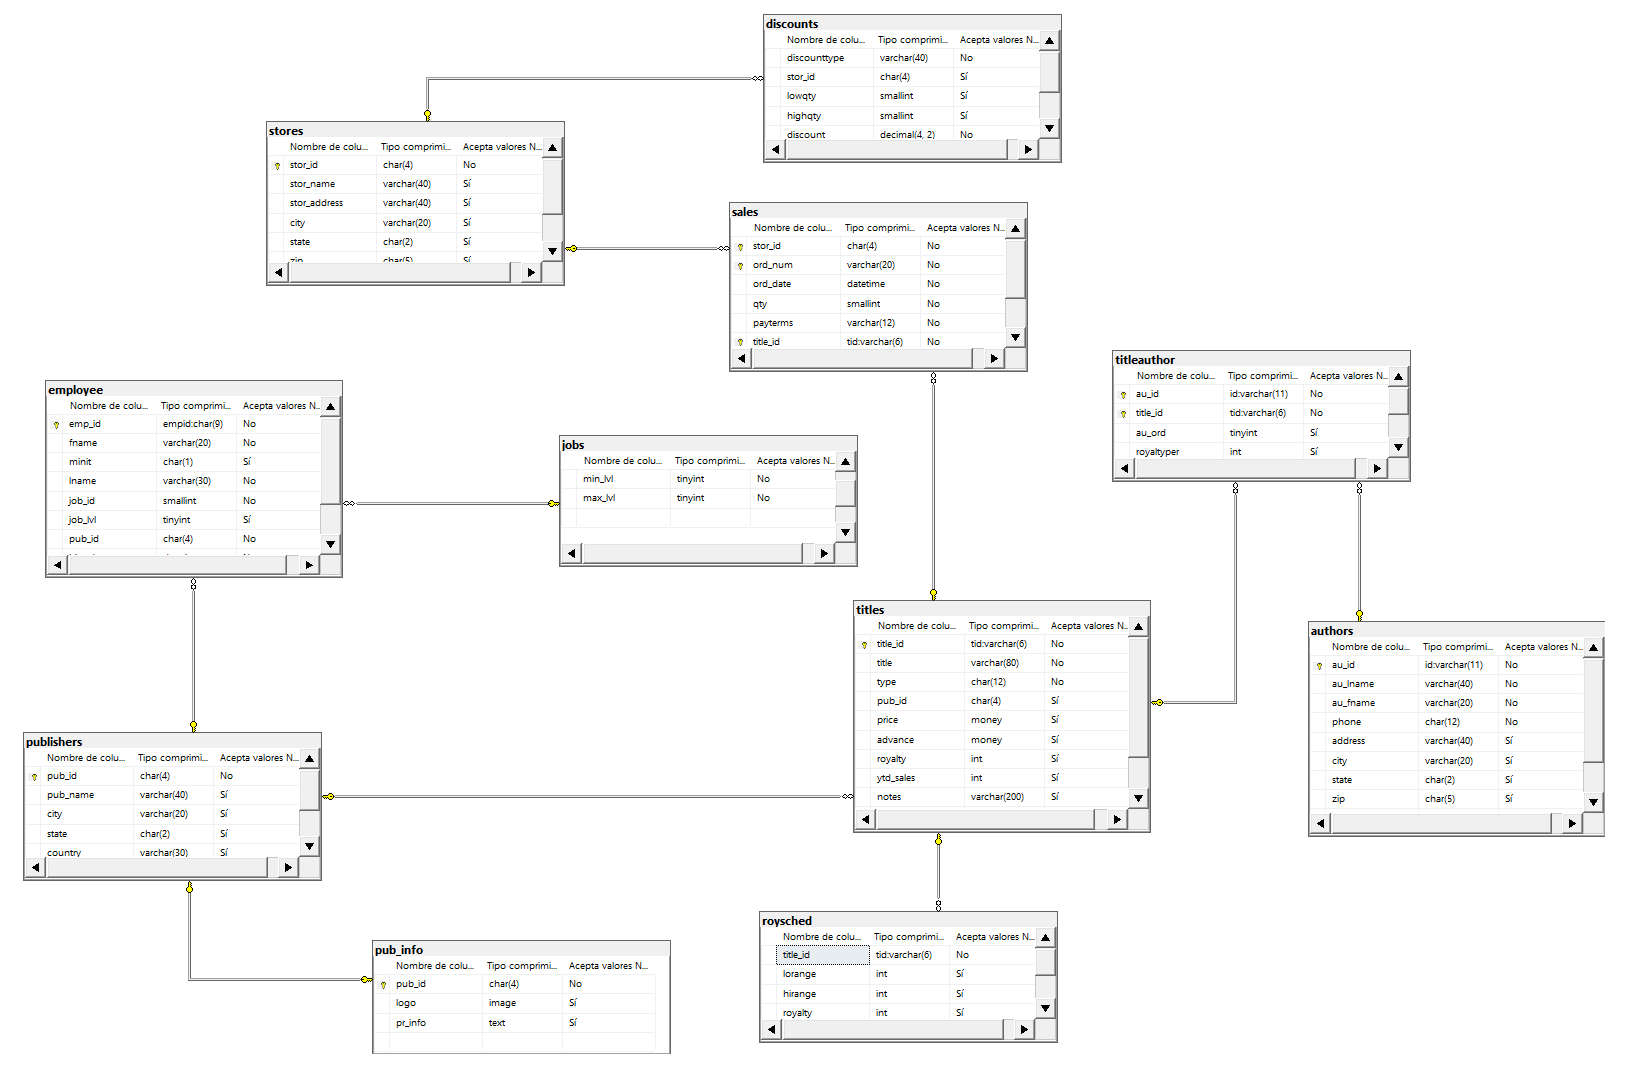 discounts
Nombre de colu... Tipo comprimi... Acepta valores N...
discounttype varchar(40) No
stor_id char(4) Sí
lowqty smallint Sí
highqty smallint Sí
discount decimal(4, 2) No
stores
Nombre de colu... Tipo comprimi... Acepta valores N...
stor_id char(4) No
stor_name varchar(40) Sí
stor_address varchar(40) Sí
city varchar(20) Sí
state char(2) Sí
zip char(5) Sí
sales
Nombre de colu... Tipo comprimi... Acepta valores N...
stor_id char(4) No
ord_num varchar(20) No
ord_date datetime No
qty smallint No
payterms varchar(12) No
title_id tid:varchar(6) No
titleauthor
Nombre de colu... Tipo comprimi... Acepta valores N...
au_id id:varchar(11) No
title_id tid:varchar(6) No
au_ord tinyint Sí
royaltyper int Sí
employee
Nombre de colu... Tipo comprimi... Acepta valores N...
emp_id empid:char(9) No
fname varchar(20) No
minit char(1) Sí
lname varchar(30) No
job_id smallint No
job_lvl tinyint Sí
pub_id char(4) No
jobs
Nombre de colu... Tipo comprimi... Acepta valores N...
min_lvl tinyint No
max_lvl tinyint No
titles
Nombre de colu... Tipo comprimi... Acepta valores N...
title_id tid:varchar(6) No
title varchar(80) No
type char(12) No
pub_id char(4) Sí
price money Sí
advance money Sí
royalty int Sí
ytd_sales int Sí
notes varchar(200) Sí
authors
Nombre de colu... Tipo comprimi... Acepta valores N...
au_id id:varchar(11) No
au_lname varchar(40) No
au_fname varchar(20) No
phone char(12) No
address varchar(40) Sí
city varchar(20) Sí
state char(2) Sí
zip char(5) Sí
publishers
Nombre de colu... Tipo comprimi... Acepta valores N...
pub_id char(4) No
pub_name varchar(40) Sí
city varchar(20) Sí
state char(2) Sí
country varchar(30) Sí
pub_info
Nombre de colu... Tipo comprimi... Acepta valores N...
pub_id char(4) No
logo image Sí
pr_info text Sí
roysched
Nombre de colu... Tipo comprimi... Acepta valores N...
title_id tid:varchar(6) No
lorange int Sí
hirange int Sí
royalty int Sí